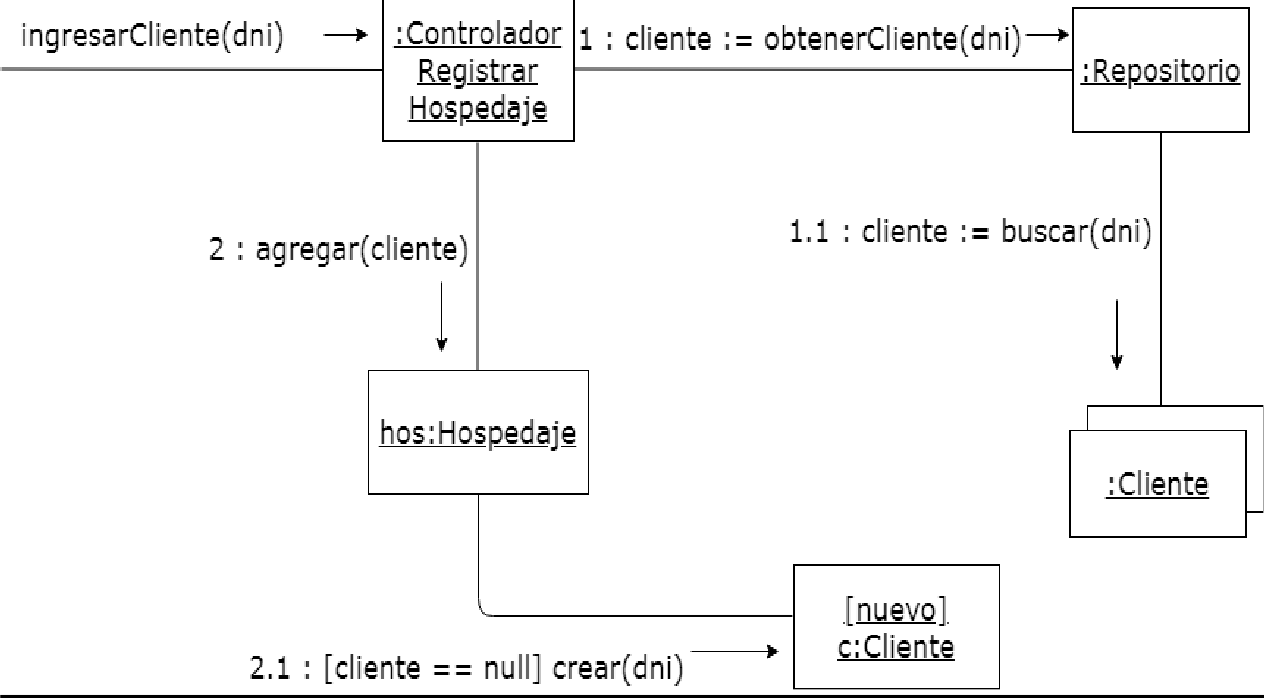 ingresarCliente(dni)
:Controlador
Registrar
Hospedaje
1 : cliente := obtenerCliente(dni)
:Repositorio
2 : agregar(cliente)
1.1 : cliente := buscar(dni)
hos:Hospedaje
:Cliente
[nuevo]
c:Cliente
2.1 : [cliente == null] crear(dni)